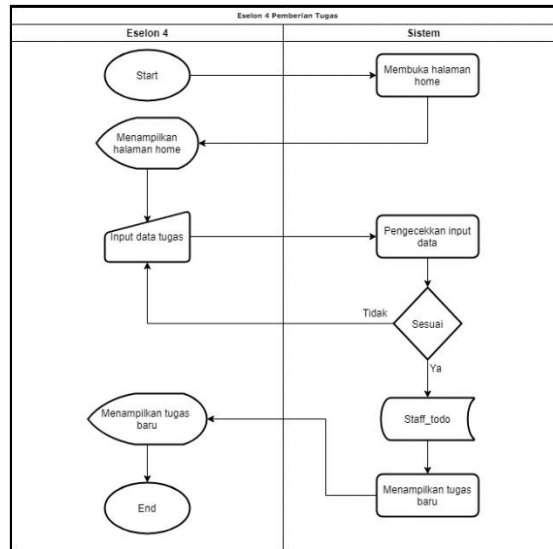 Eselon 4 Pemberian Tugas
Eselon 4
Sistem
Start
Membuka halaman
home
Menampilkan
halaman home
Input data tugas
Pengecekkan input
data
Tidak
Sesuai
Ya
Staff_todo
Menampilkan tugas
baru
Menampilkan tugas
baru
End